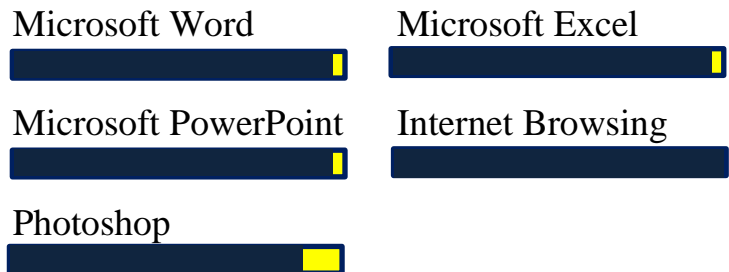 Microsoft Word
Microsoft Excel
Microsoft PowerPoint
Internet Browsing
Photoshop